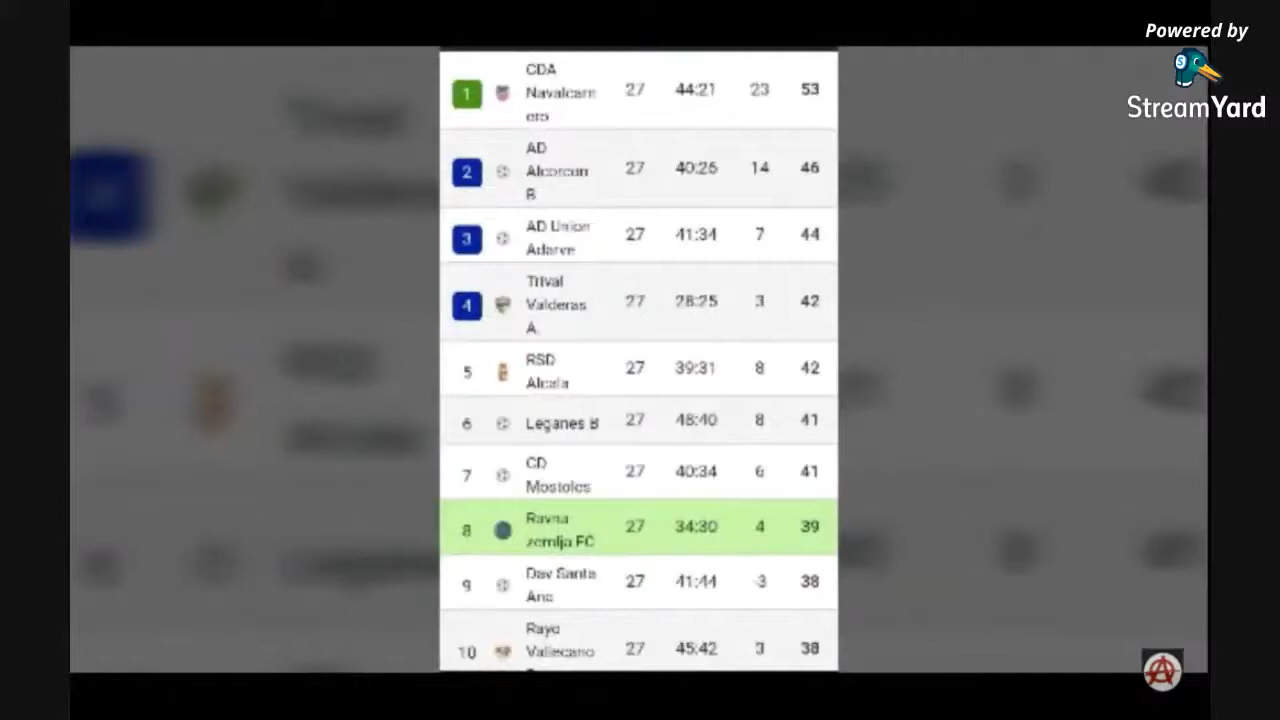 Powered by
StreamYard
CDA
1 Navalcarn 27 44:21 23 53
ero
AD
2 Alcorcon 27 40:26 14 46
B
3 AD Union 27 41:34 7 44
Adarve
Trival
4 Valderas 27 28:25 3 42
A.
5 RSD 27 39:31 8 42
Alcala
6 Leganes B 27 48:40 8 41
7 CD 27 40:34 6 41
Mostoles
8 Ravna 27 34:30 4 39
zemlja FC
9 Dav Santa 27 41:44 -3 38
Ana
Rayo
10 Vallecano 27 45:42 3 38